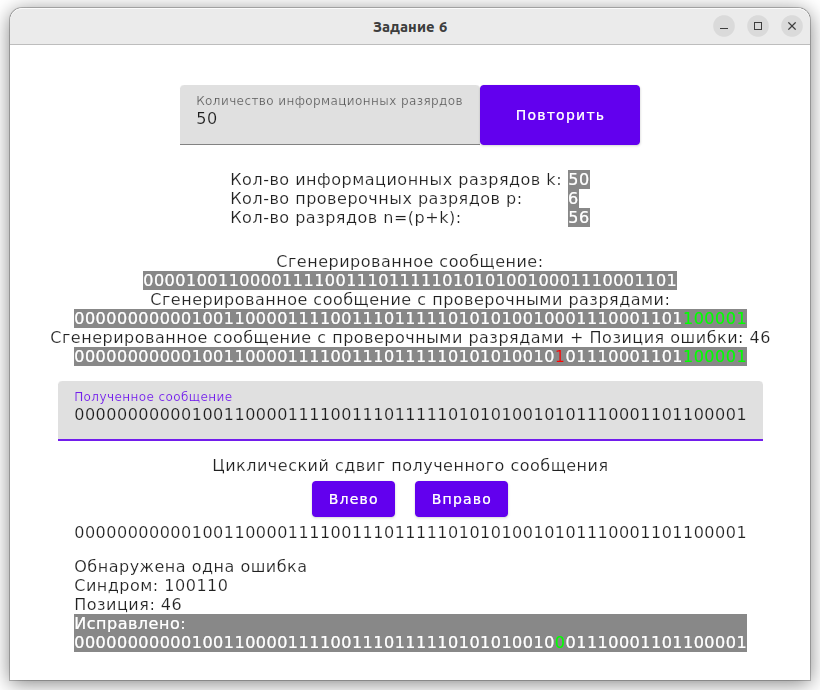 Задание 6
Количество информационных разярдов
50
Повторить
Кол-во информационных разрядов k: 50
Кол-во проверочных разрядов p: 6
Кол-во разрядов n=(p+k): 56
Сгенерированное сообщение:
00001001100001111001110111110101010010001110001101
Сгенерированное сообщение с проверочными разрядами:
000000000001001100001111001110111110101010010001110001101100001
Сгенерированное сообщение с проверочными разрядами + Позиция ошибки: 46
000000000001001100001111001110111110101010010101110001101100001
Полученное сообщение
000000000001001100001111001110111110101010010101110001101100001
Циклический сдвиг полученного сообщения
Влево Вправо
000000000001001100001111001110111110101010010101110001101100001
Обнаружена одна ошибка
Синдром: 100110
Позиция: 46
Исправлено:
000000000001001100001111001110111110101010010001110001101100001